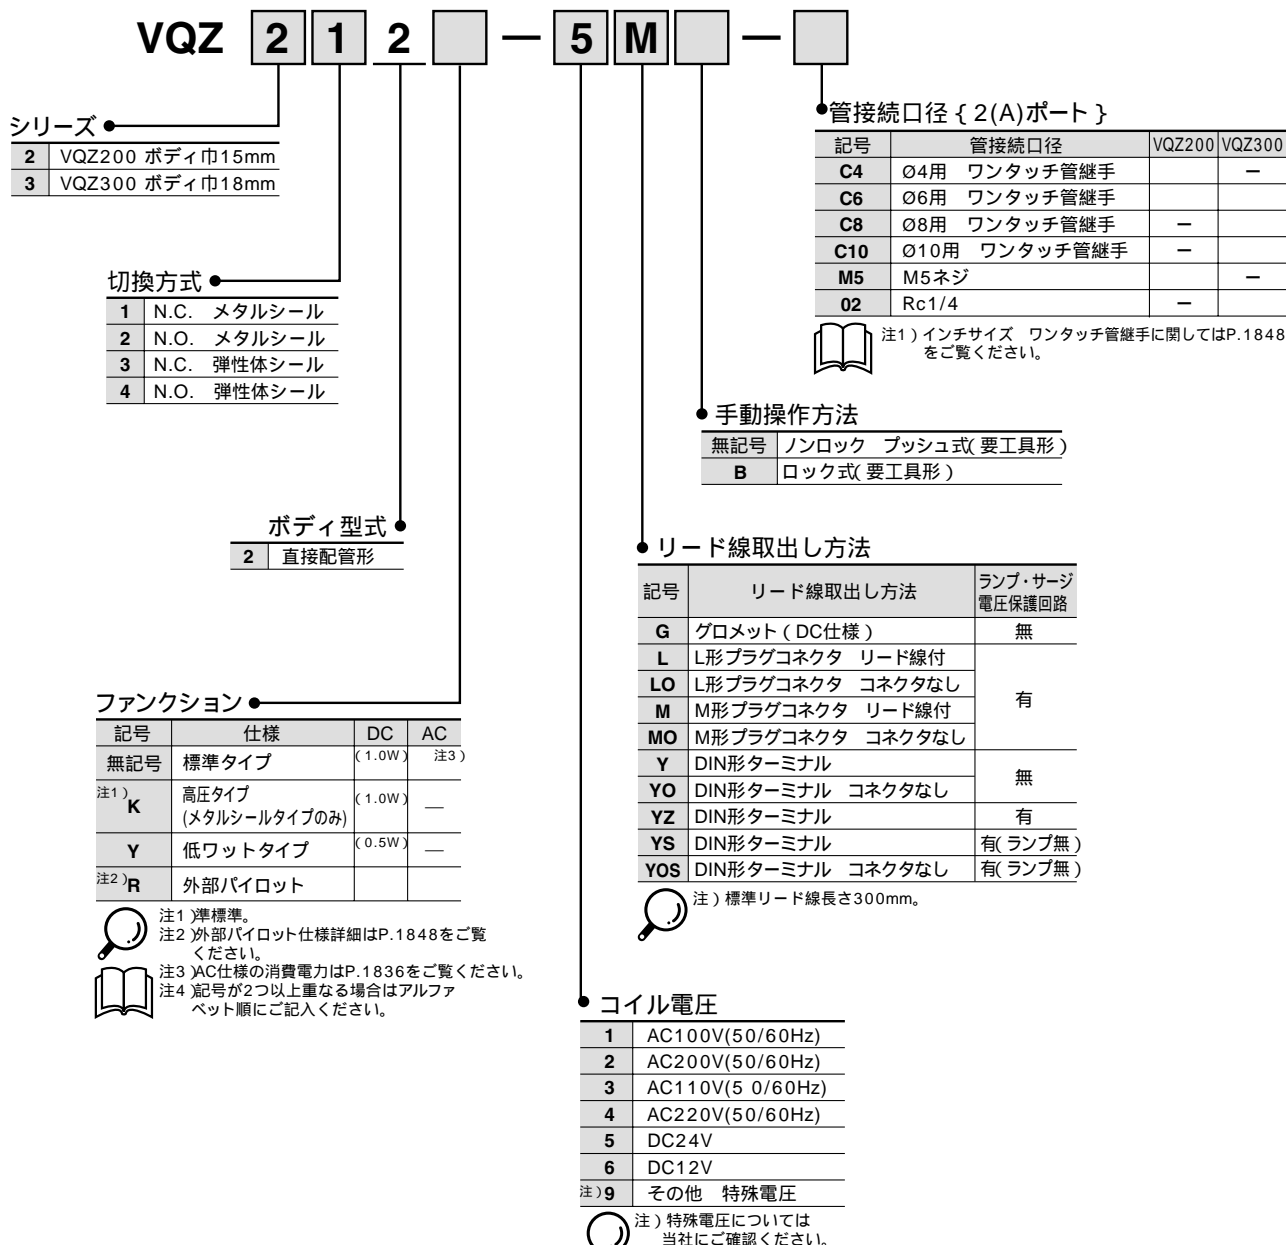 VQZ 2 1 2 — 5 M —
シリーズ
2 VQZ200 ボディ巾15mm
3 VQZ300 ボディ巾18mm
切換方式
1 N.C. メタルシール
2 N.O. メタルシール
3 N.C. 弾性体シール
4 N.O. 弾性体シール
ボディ型式
2 直接配管形
ファンクション
記号 仕様 DC AC
無記号 標準タイプ (1.0W) 注3)
注1)K 高圧タイプ (1.0W) —
(メタルシールタイプのみ)
Y 低ワットタイプ (0.5W) —
注2)R 外部パイロット
注1)準標準。
注2)外部パイロット仕様詳細はP.1848をご覧
ください。
注3)AC仕様の消費電力はP.1836をご覧ください。
注4)記号が2つ以上重なる場合はアルファ
ベット順にご記入ください。
管接続口径{2(A)ポート}
記号 管接続口径 VQZ200 VQZ300
C4 Ø4用 ワンタッチ管継手 —
C6 Ø6用 ワンタッチ管継手
C8 Ø8用 ワンタッチ管継手 —
C10 Ø10用 ワンタッチ管継手 —
M5 M5ネジ —
02 Rc1/4 —
注1)インチサイズ ワンタッチ管継手に関してはP.1848
をご覧ください。
手動操作方法
無記号 ノンロック プッシュ式(要工具形)
B ロック式(要工具形)
リード線取出し方法
記号 リード線取出し方法 ランプ・サージ
電圧保護回路
G グロメット(DC仕様) 無
L L形プラグコネクタ リード線付
LO L形プラグコネクタ コネクタなし
有
M M形プラグコネクタ リード線付
MO M形プラグコネクタ コネクタなし
Y DIN形ターミナル
無
YO DIN形ターミナル コネクタなし
YZ DIN形ターミナル 有
YS DIN形ターミナル 有(ランプ無)
YOS DIN形ターミナル コネクタなし 有(ランプ無)
注)標準リード線長さ300mm。
コイル電圧
1 AC100V(50/60Hz)
2 AC200V(50/60Hz)
3 AC110V(5 0/60Hz)
4 AC220V(50/60Hz)
5 DC24V
6 DC12V
注)9 その他 特殊電圧
注)特殊電圧については
当社にご確認ください。